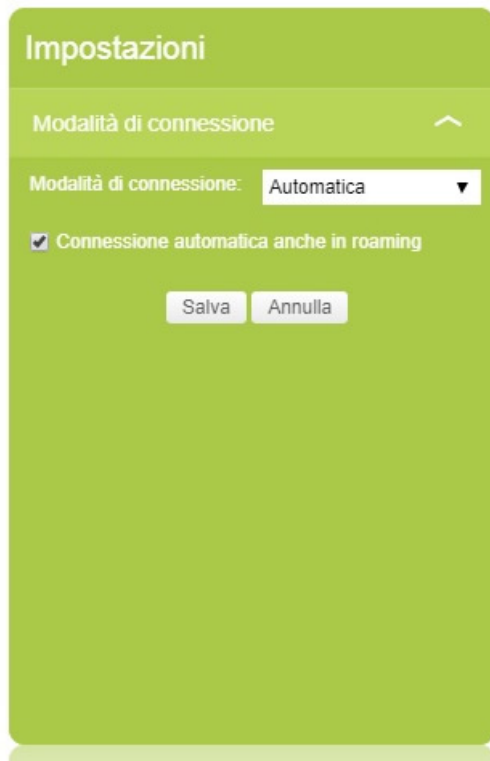 Impostazioni
Modalità di connessione
Modalità di connessione: Automatica
Connessione automatica anche in roaming
Salva Annulla